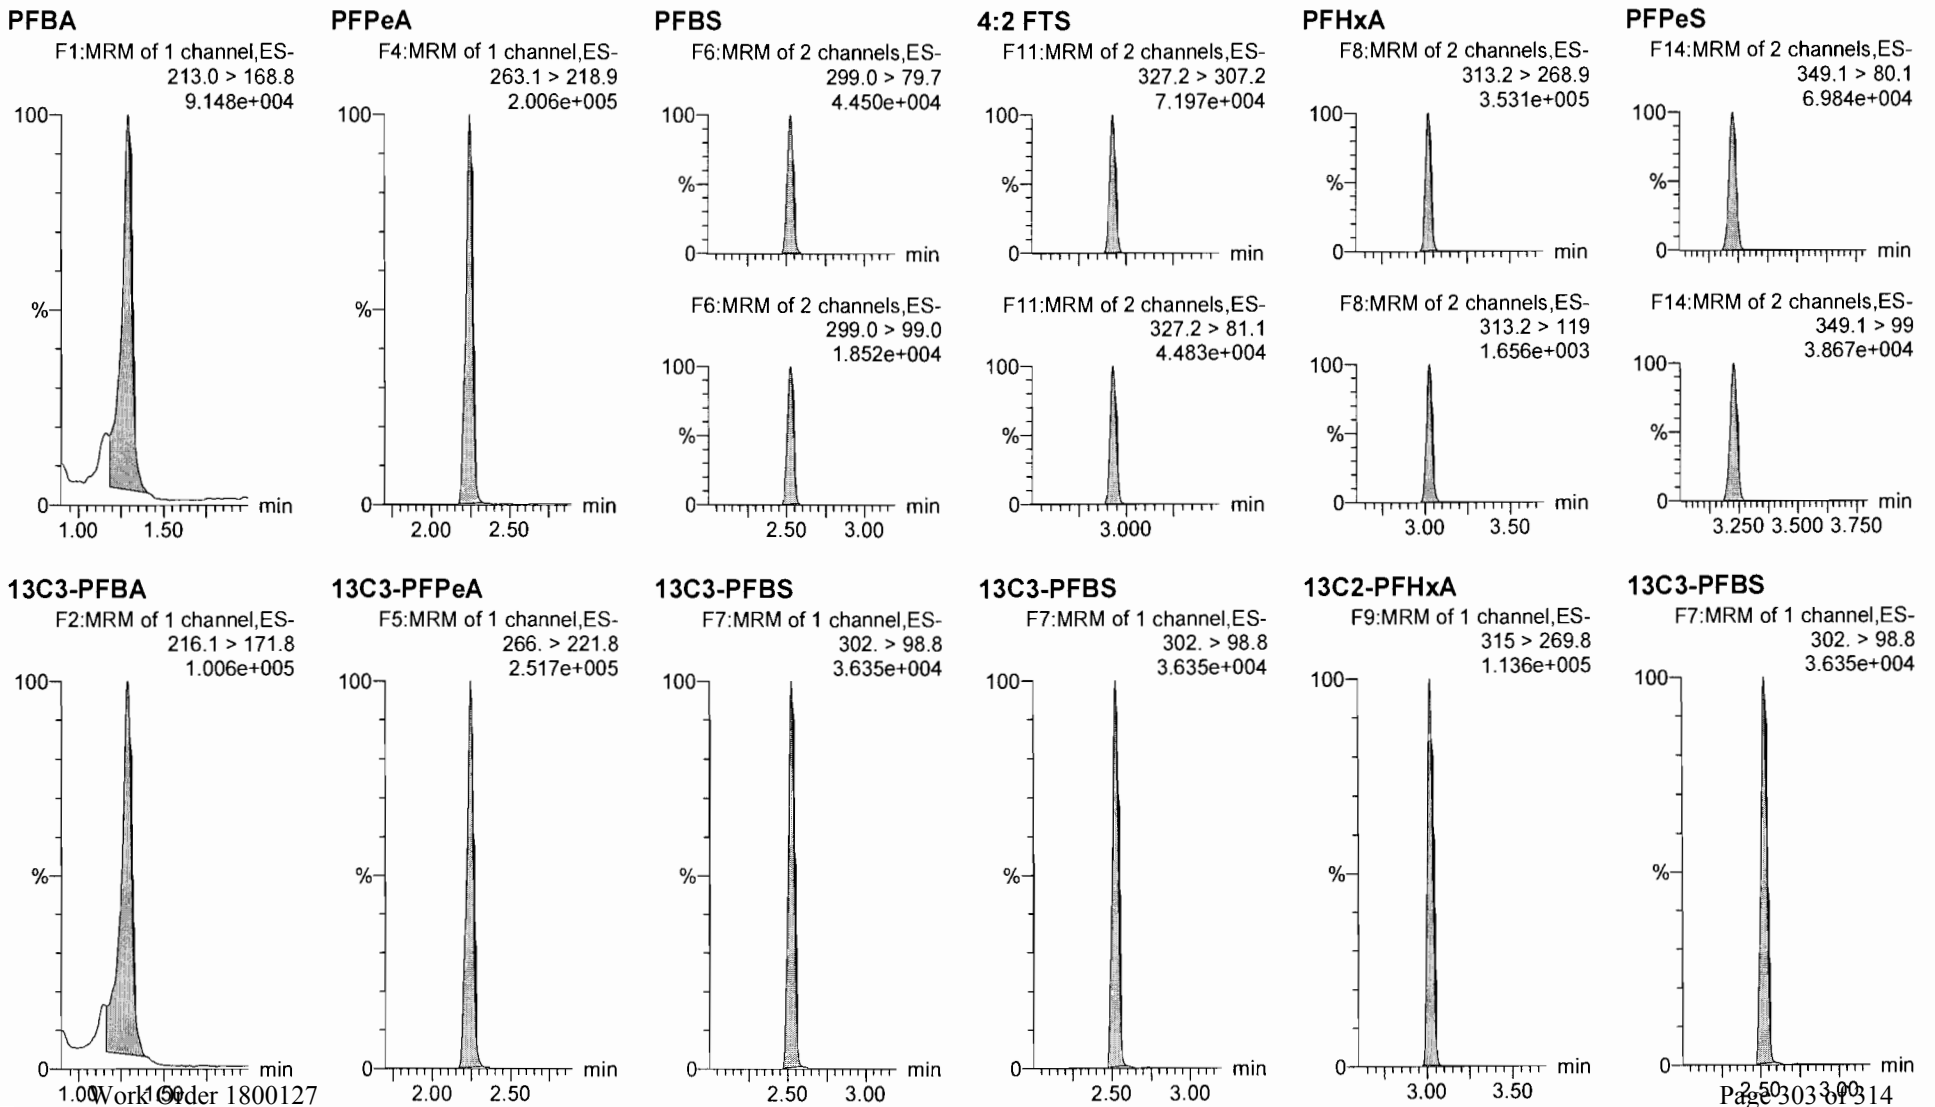 PFBA
F1:MRM of 1 channel,ES-
213.0 > 168.8
9.148e+004
100
%
0
min
1.00 1.50
PFPeA
F4:MRM of 1 channel,ES-
263.1 > 218.9
2.006e+005
100
%
0
min
2.00 2.50
PFBS
F6:MRM of 2 channels,ES-
299.0 > 79.7
4.450e+004
100
%
0
min
F6:MRM of 2 channels,ES-
299.0 > 99.0
1.852e+004
100
%
0
min
2.50 3.00
4:2 FTS
F11:MRM of 2 channels,ES-
327.2 > 307.2
7.197e+004
100
%
0
min
F11:MRM of 2 channels,ES-
327.2 > 81.1
4.483e+004
100
%
0
min
3.000
PFHxA
F8:MRM of 2 channels,ES-
313.2 > 268.9
3.531e+005
100
%
0
min
F8:MRM of 2 channels,ES-
313.2 > 119
1.656e+003
100
%
0
min
3.00 3.50
PFPeS
F14:MRM of 2 channels,ES-
349.1 > 80.1
6.984e+004
100
%
0
min
F14:MRM of 2 channels,ES-
349.1 > 99
3.867e+004
100
%
0
min
3.250 3.500 3.750
13C3-PFBA
F2:MRM of 1 channel,ES-
216.1 > 171.8
1.006e+005
100
%
0
min
1.00 1.50
13C3-PFPeA
F5:MRM of 1 channel,ES-
266. > 221.8
2.517e+005
100
%
0
min
2.00 2.50
13C3-PFBS
F7:MRM of 1 channel,ES-
302. > 98.8
3.635e+004
100
%
0
min
2.50 3.00
13C3-PFBS
F7:MRM of 1 channel,ES-
302. > 98.8
3.635e+004
100
%
0
min
2.50 3.00
13C2-PFHxA
F9:MRM of 1 channel,ES-
315 > 269.8
1.136e+005
100
%
0
min
3.00 3.50
13C3-PFBS
F7:MRM of 1 channel,ES-
302. > 98.8
3.635e+004
100
%
0
min
2.50 3.00
Work Order 1800127
Page 303 of 314